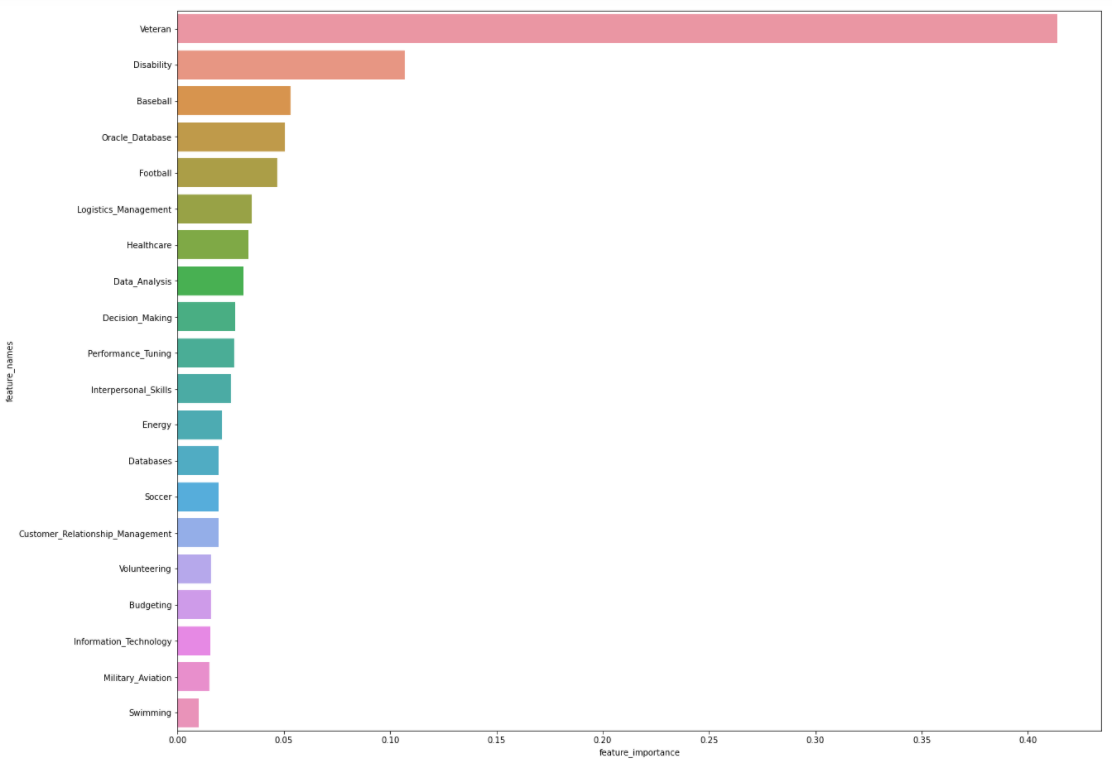 Veteran
Disability
Baseball
Oracle_Database
Football
Logistics_Management
Healthcare
Data_Analysis
Decision_Making
Performance_Tuning
Interpersonal_Skills
Energy
Databases
Soccer
Customer_Relationship_Management
Volunteering
Budgeting
Information_Technology
Military_Aviation
Swimming
feature_names
0.00 0.05 0.10 0.15 0.20 0.25 0.30 0.35 0.40
feature_importance